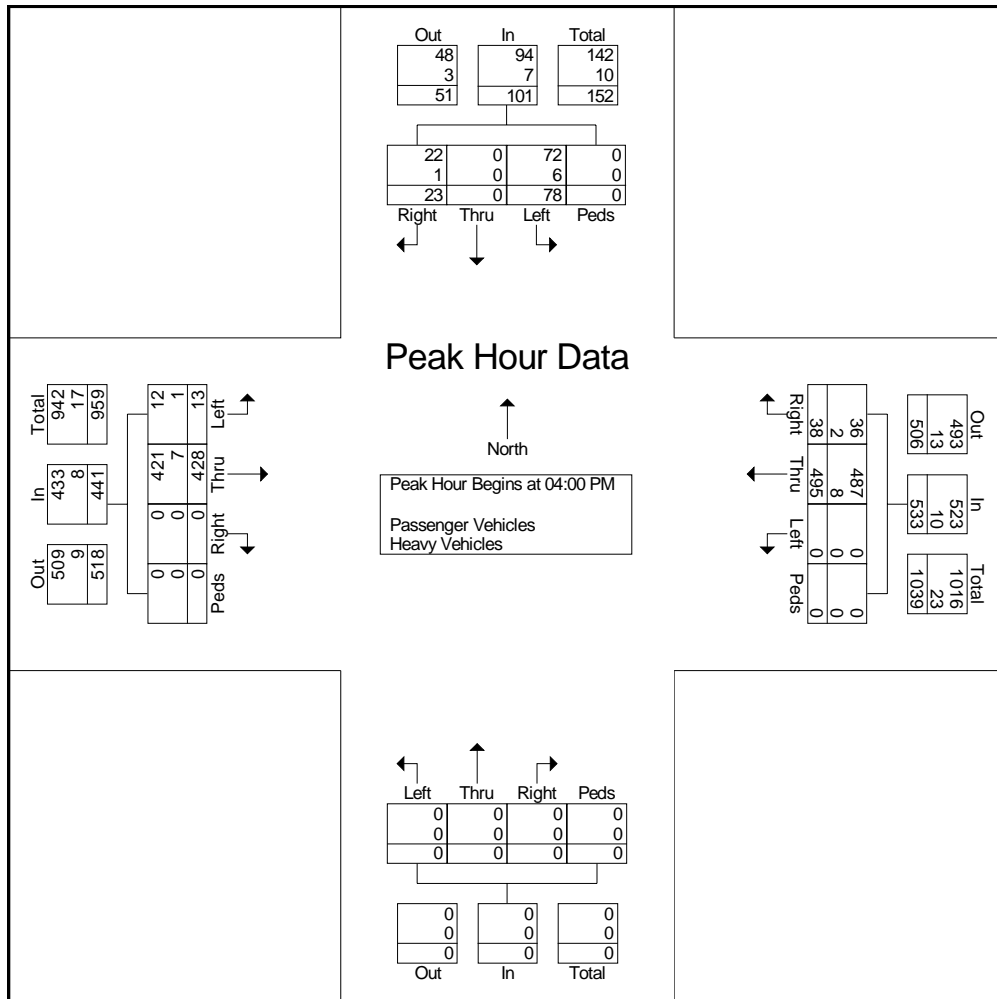 Out In Total
48 94 142
3 7 10
51 101 152
22 0 72 0
1 0 6 0
23 0 78 0
Right Thru Left Peds
Peak Hour Data
North
Peak Hour Begins at 04:00 PM
Passenger Vehicles
Heavy Vehicles
Total In Out
942 433 509
17 8 9
959 441 518
12 421 0 0
1 7 0 0
13 428 0 0
Left Thru Right Peds
Out In Total
493 523 1016
13 10 23
506 533 1039
36 487 0 0
2 8 0 0
38 495 0 0
Right Thru Left Peds
Left Thru Right Peds
0 0 0 0
0 0 0 0
0 0 0 0
0 0 0
0 0 0
0 0 0
Out In Total